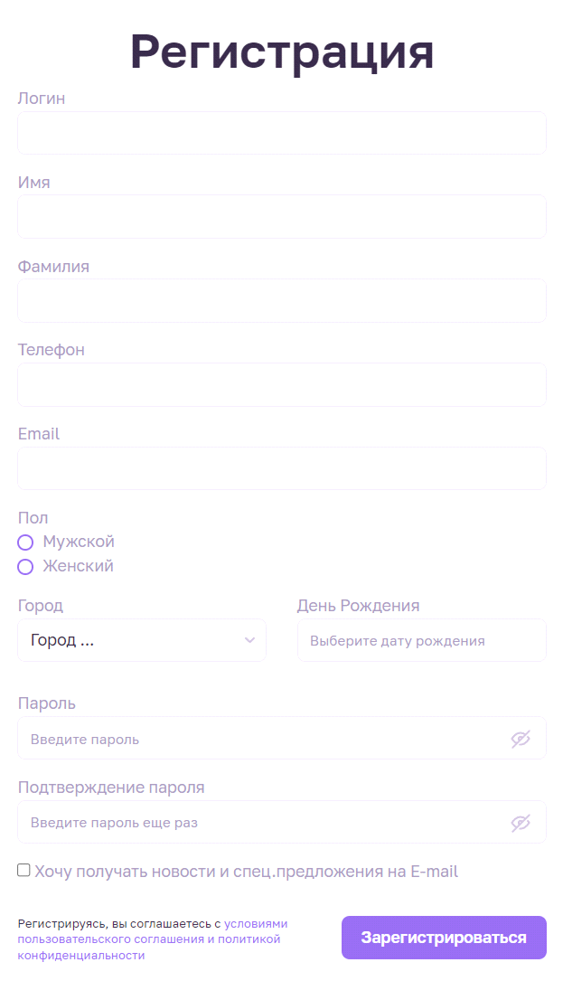 Регистрация
Логин
Имя
Фамилия
Телефон
Email
Пол
Мужской
Женский
Город
День Рождения
Город ...
Выберите дату рождения
Пароль
Введите пароль
Подтверждение пароля
Введите пароль еще раз
Хочу получать новости и спец.предложения на E-mail
Регистрируясь, вы соглашаетесь с условиями
пользовательского соглашения и политикой
конфиденциальности
Зарегистрироваться